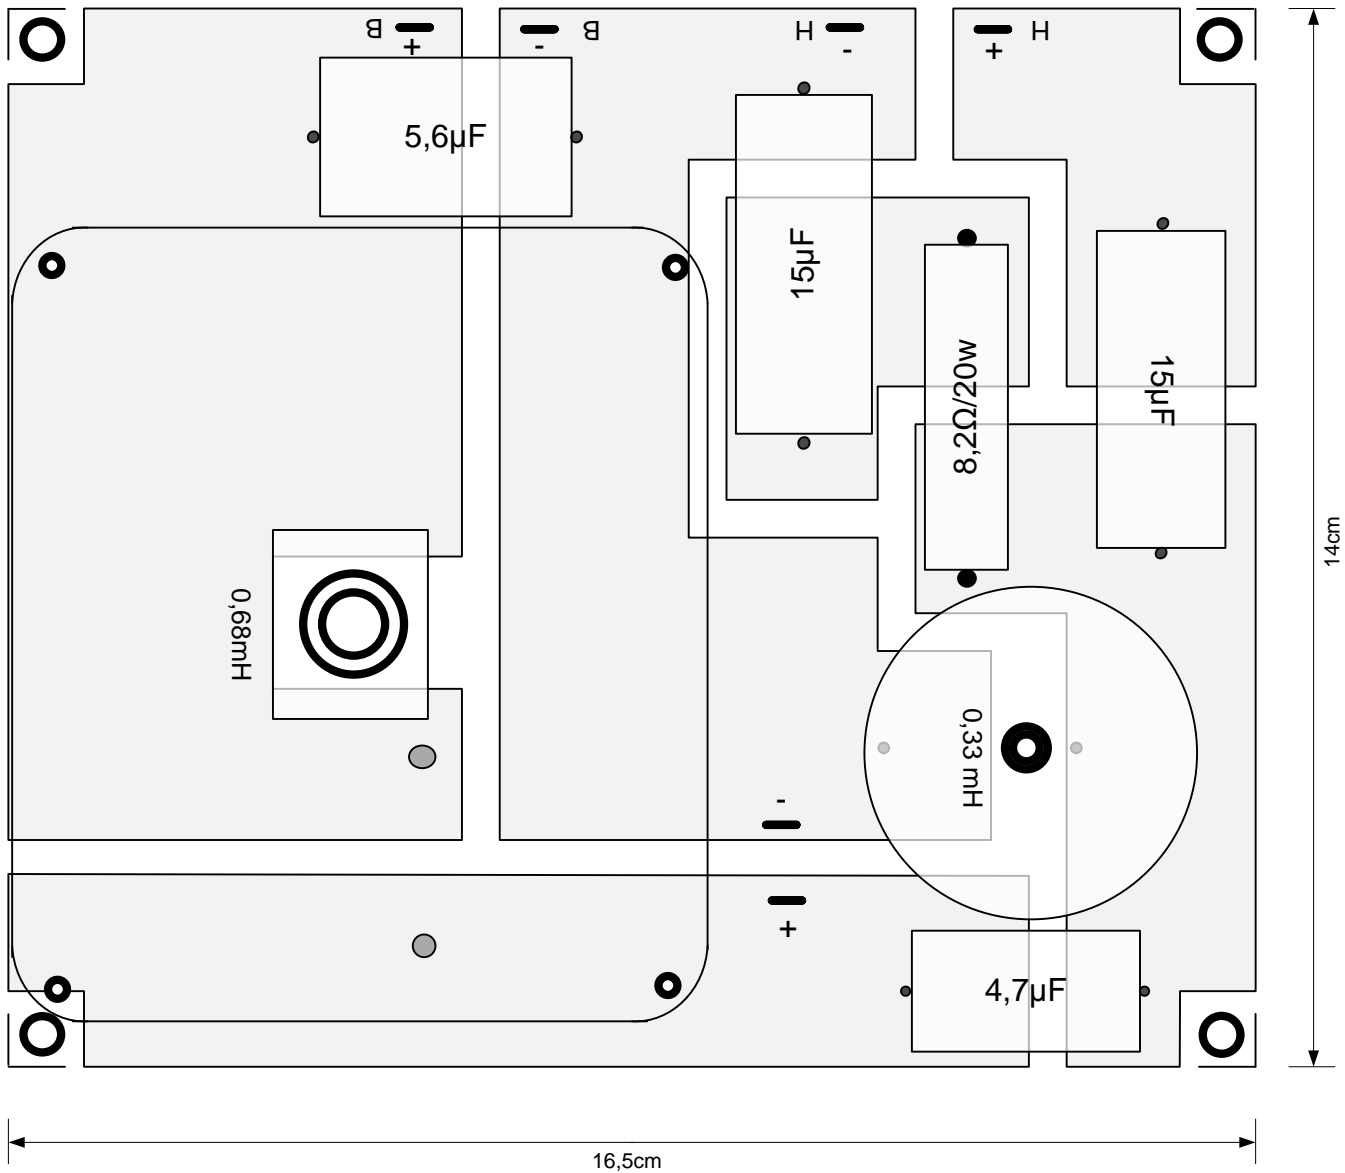 B
+
-
B
H
-
+
H
5,6µF
15µF
8,2Ω/20w
15µF
0,68mH
0,33 mH
-
+
4,7µF
14cm
16,5cm